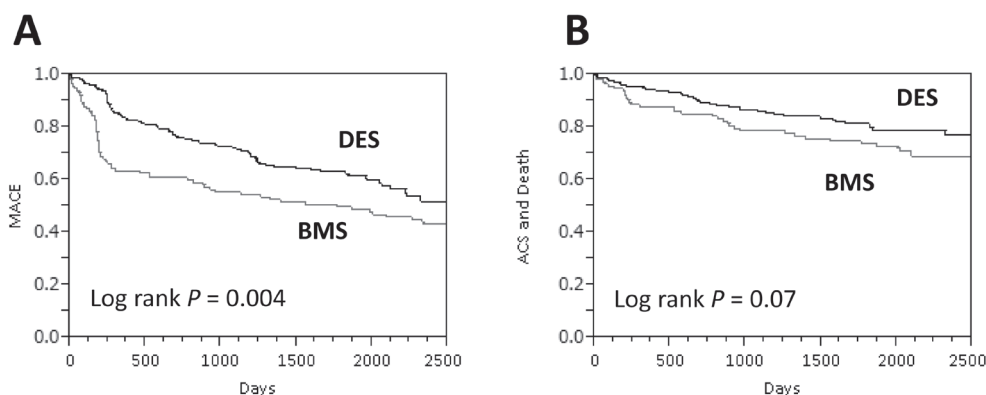 A
MACE
1.0
0.8
0.6
0.4
0.2
0.0
DES
BMS
Log rank P = 0.004
0 500 1000 1500 2000 2500
Days
B
ACS and Death
1.0
0.8
0.6
0.4
0.2
0.0
DES
BMS
Log rank P = 0.07
0 500 1000 1500 2000 2500
Days